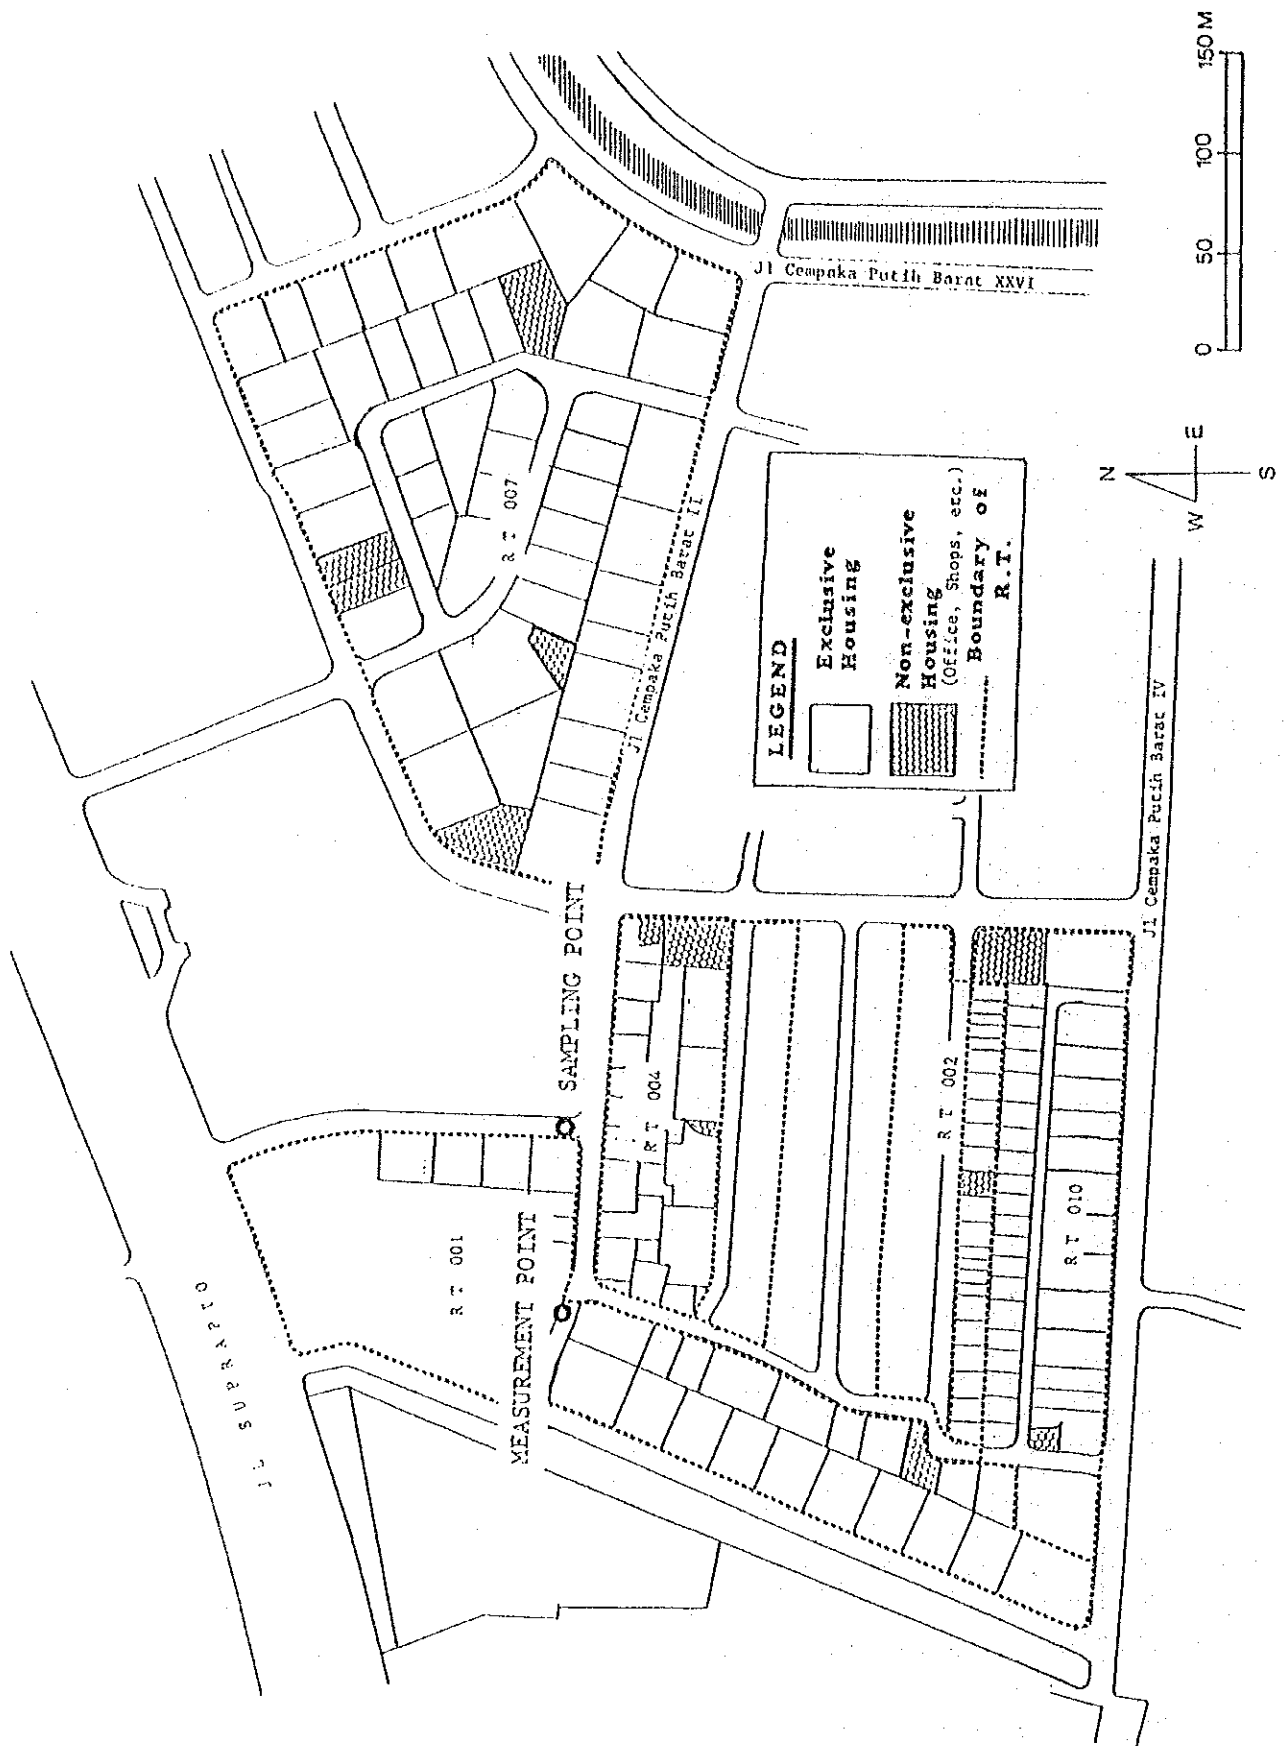 150 M
100
50
0
Jl Cempaka Putih Barat XXVI
N
W
E
S
LEGEND
Exclusive
Housing
Non-exclusive
Housing
(Office, Shops, etc.)
Boundary of
R.T.
R T 007
Jl Cempaka Putih Barat II
Jl Cempaka Putih Barat IV
SAMPLING POINT
R T 004
R T 002
R T 010
R T 001
MEASUREMENT POINT
JL SUPRAPTO